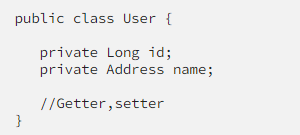 public class User {
private Long id;
private Address name;
//Getter,setter
}